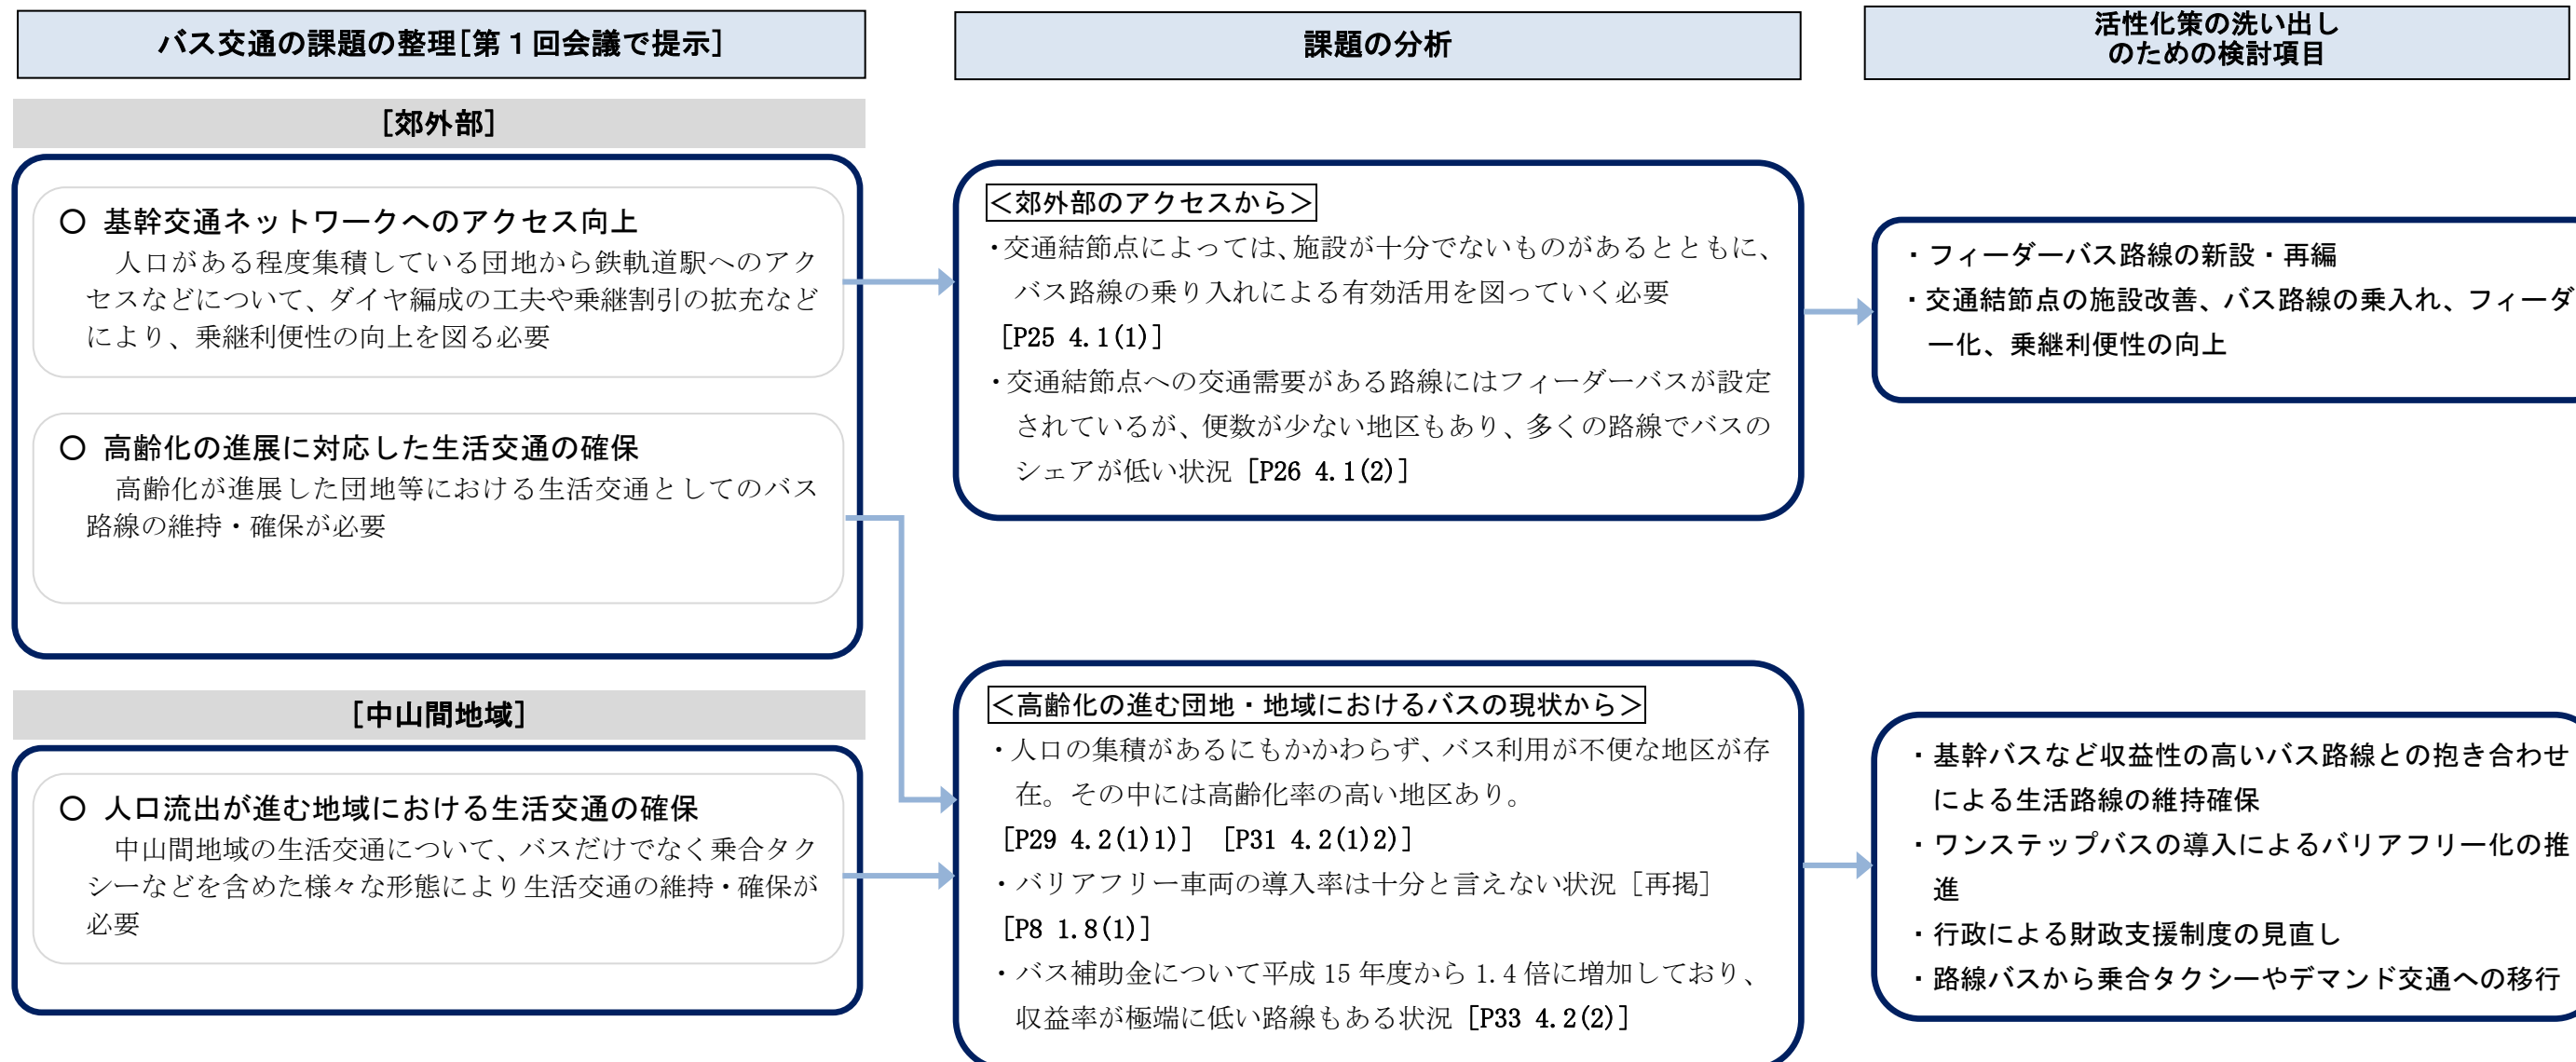 バス交通の課題の整理[第1回会議で提示]
[郊外部]
○ 基幹交通ネットワークへのアクセス向上
人口がある程度集積している団地から鉄軌道駅へのアク
セスなどについて、ダイヤ編成の工夫や乗継割引の拡充など
により、乗継利便性の向上を図る必要
○ 高齢化の進展に対応した生活交通の確保
高齢化が進展した団地等における生活交通としてのバス
路線の維持・確保が必要
[中山間地域]
○ 人口流出が進む地域における生活交通の確保
中山間地域の生活交通について、バスだけでなく乗合タク
シーなどを含めた様々な形態により生活交通の維持・確保が
必要
課題の分析
＜郊外部のアクセスから＞
・交通結節点によっては、施設が十分でないものがあるとともに、
バス路線の乗り入れによる有効活用を図っていく必要
[P25 4.1(1)]
・交通結節点への交通需要がある路線にはフィーダーバスが設定
されているが、便数が少ない地区もあり、多くの路線でバスの
シェアが低い状況 [P26 4.1(2)]
＜高齢化の進む団地・地域におけるバスの現状から＞
・人口の集積があるにもかかわらず、バス利用が不便な地区が存
在。その中には高齢化率の高い地区あり。
[P29 4.2(1)1)] [P31 4.2(1)2)]
・バリアフリー車両の導入率は十分と言えない状況［再掲］
[P8 1.8(1)]
・バス補助金について平成 15 年度から 1.4 倍に増加しており、
収益率が極端に低い路線もある状況 [P33 4.2(2)]
活性化策の洗い出し
のための検討項目
・フィーダーバス路線の新設・再編
・交通結節点の施設改善、バス路線の乗入れ、フィーダ
ー化、乗継利便性の向上
・基幹バスなど収益性の高いバス路線との抱き合わせ
による生活路線の維持確保
・ワンステップバスの導入によるバリアフリー化の推
進
・行政による財政支援制度の見直し
・路線バスから乗合タクシーやデマンド交通への移行